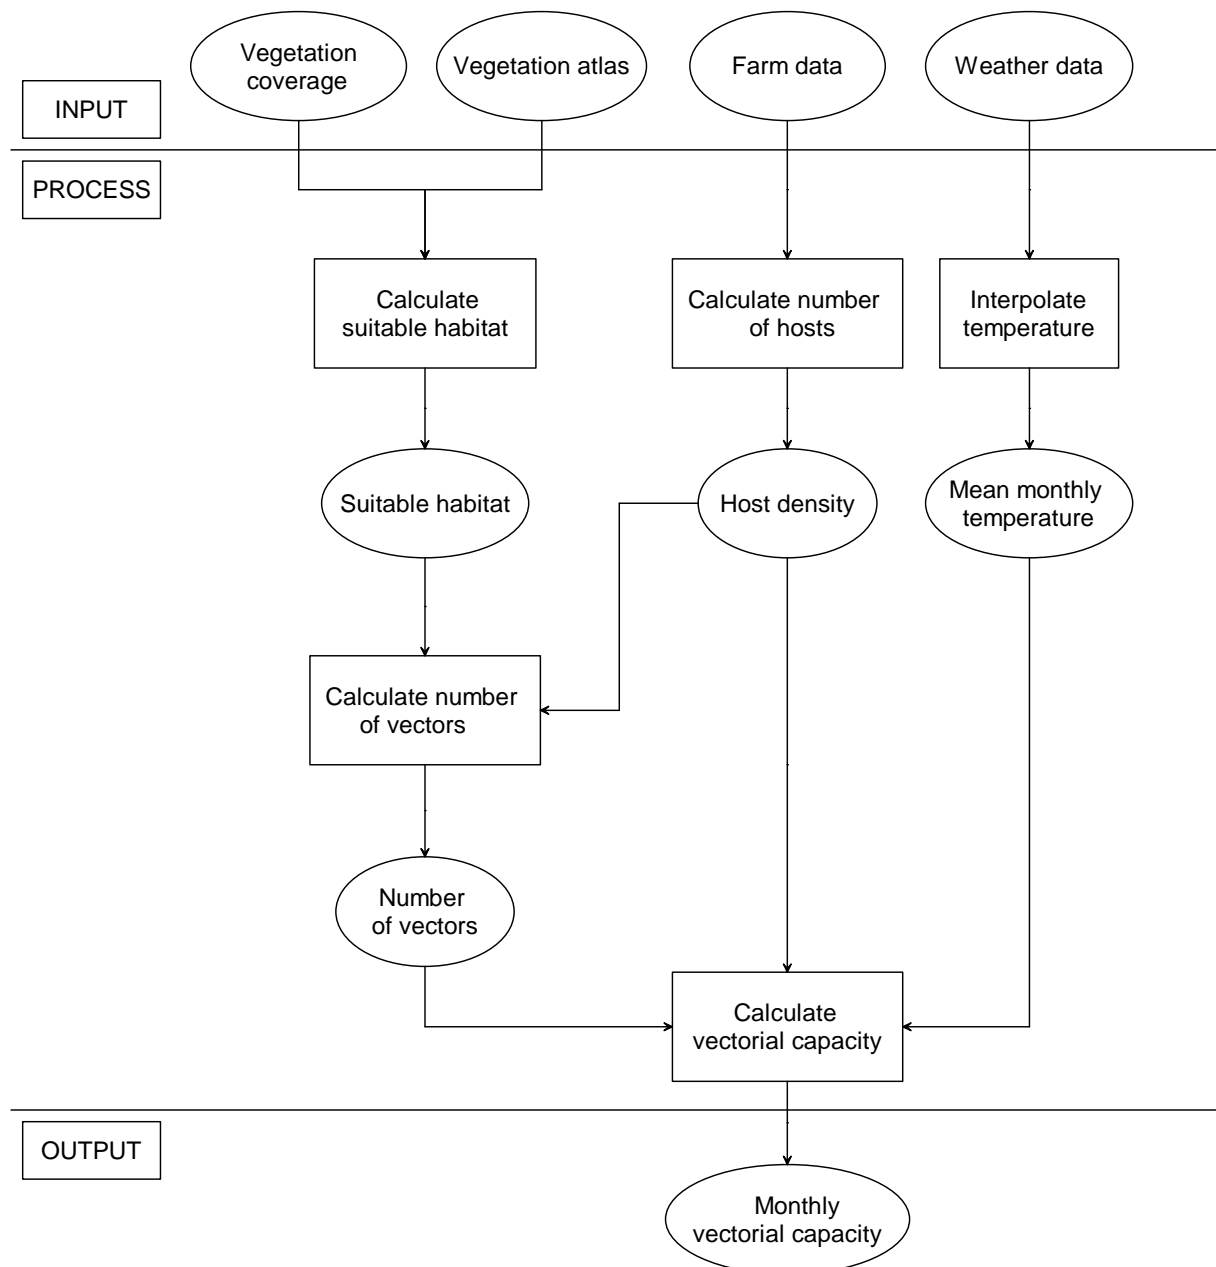 Vegetation
coverage
Vegetation atlas
Farm data
Weather data
INPUT
PROCESS
Calculate
suitable habitat
Calculate number
of hosts
Interpolate
temperature
Suitable habitat
Host density
Mean monthly
temperature
Calculate number
of vectors
Number
of vectors
Calculate
vectorial capacity
OUTPUT
Monthly
vectorial capacity